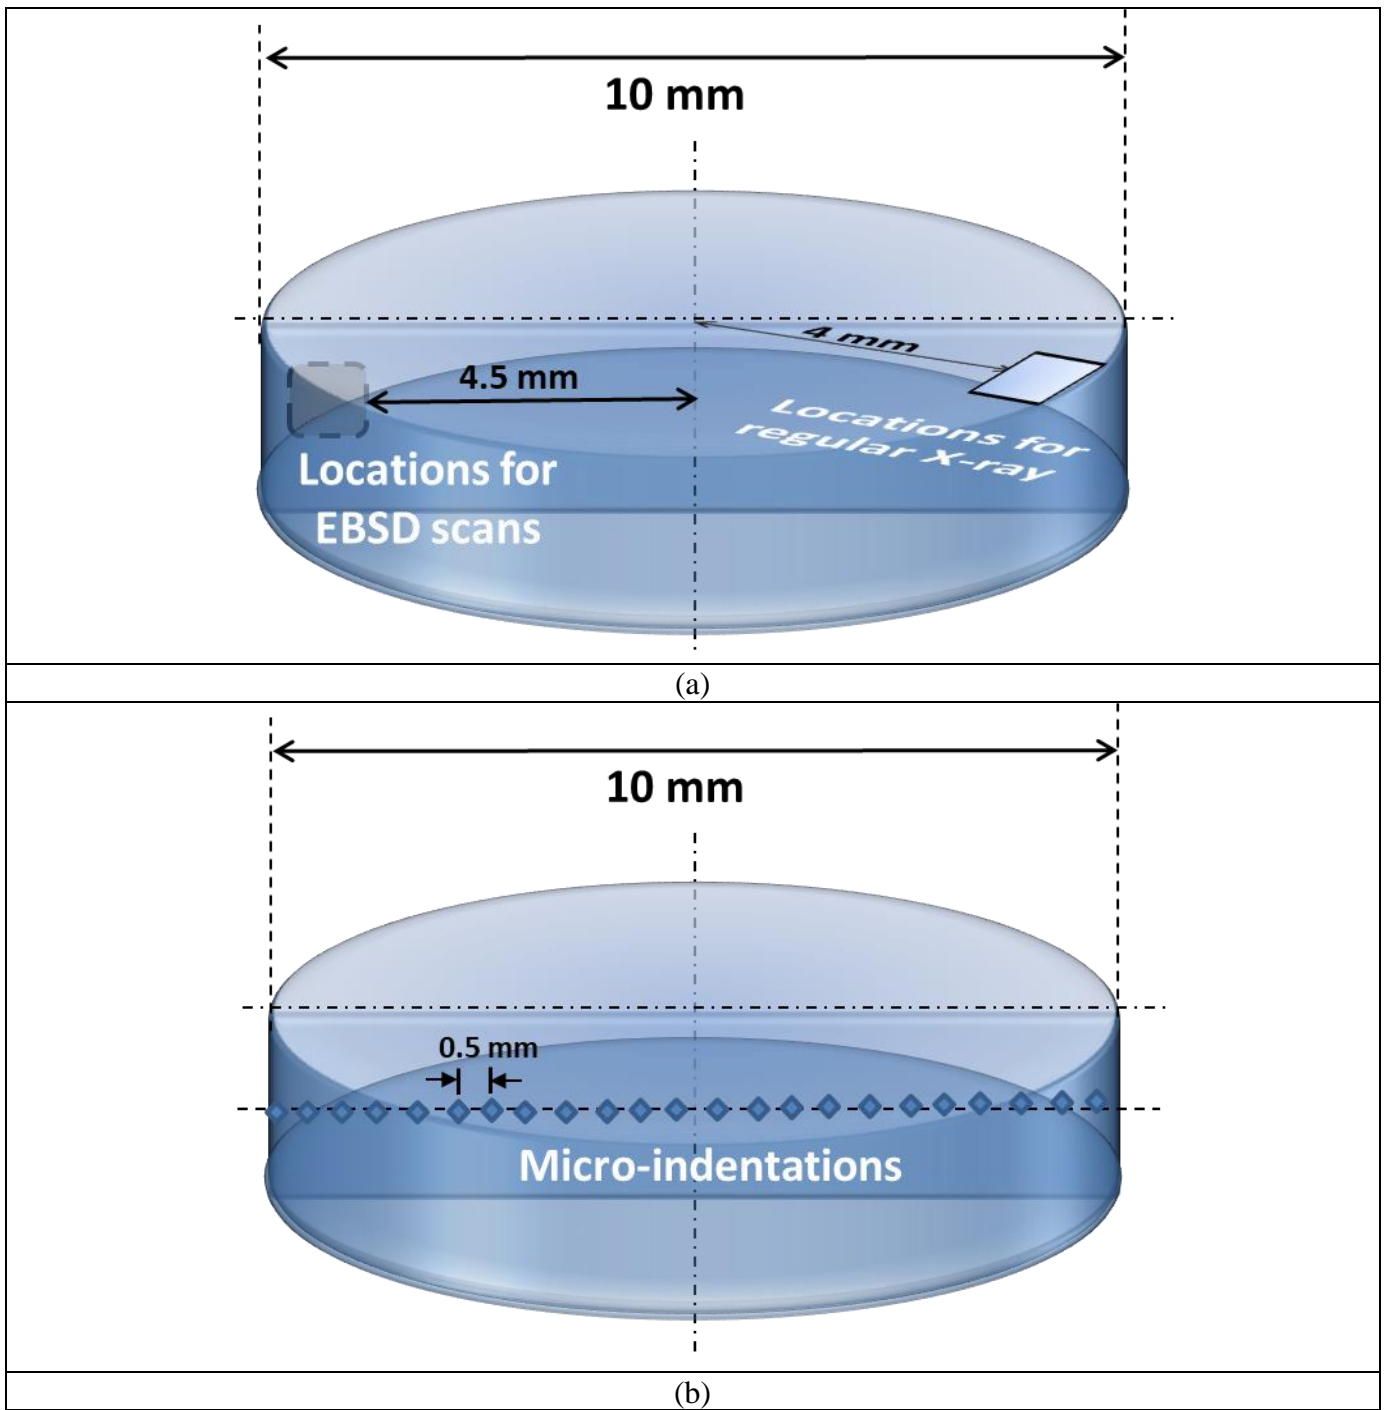 10 mm
4 mm
4.5 mm
Locations for
regular X-ray
Locations for
EBSD scans
(a)
10 mm
0.5 mm
Micro-indentations
(b)